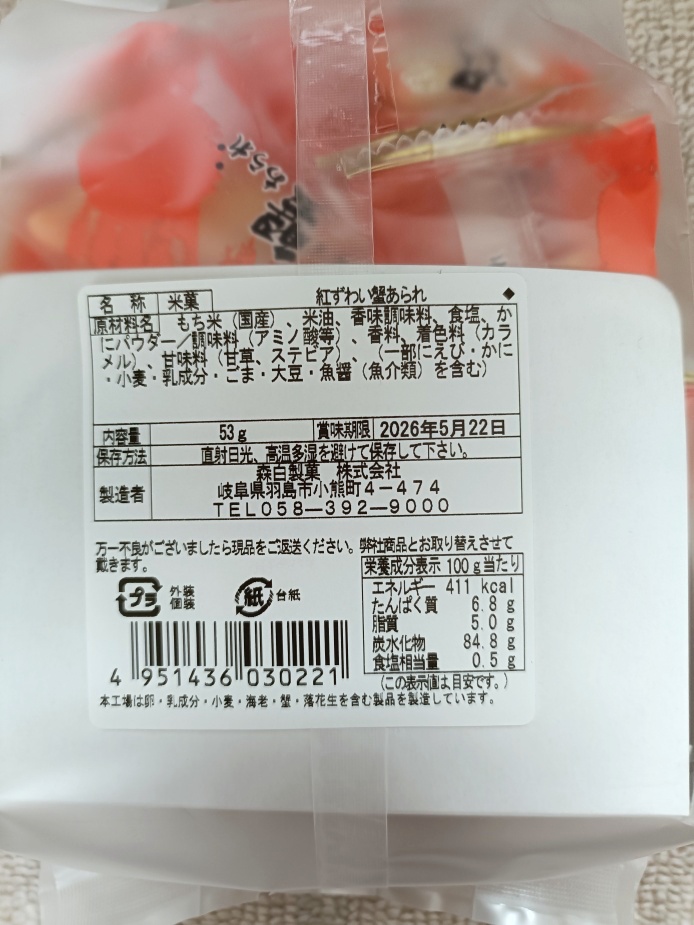 あられ
名称 米菓 紅ずわい蟹あられ ◆
原材料名 もち米（国産）、米油、香味調味料、食塩、か
にパウダー／調味料（アミノ酸等）、香料、着色料（カラ
メル）、甘味料（甘草、ステビア）、（一部にえび・かに
・小麦・乳成分・ごま・大豆・魚醤（魚介類）を含む）
内容量 53g 賞味期限 2026年5月22日
保存方法 直射日光、高温多湿を避けて保存して下さい。
製造者 森白製菓 株式会社
岐阜県羽島市小熊町4-474
TEL058―392―9000
万一不良がございましたら現品をご返送ください。弊社商品とお取り替えさせて
戴きます。
プラ 外装 個装 紙 台紙
栄養成分表示 100g当たり
エネルギー 411 kcal
たんぱく質 6.8 g
脂質 5.0 g
炭水化物 84.8 g
食塩相当量 0.5 g
（この表示値は目安です。）
4 951436 030221
本工場は卵・乳成分・小麦・海老・蟹・落花生を含む製品を製造しています。